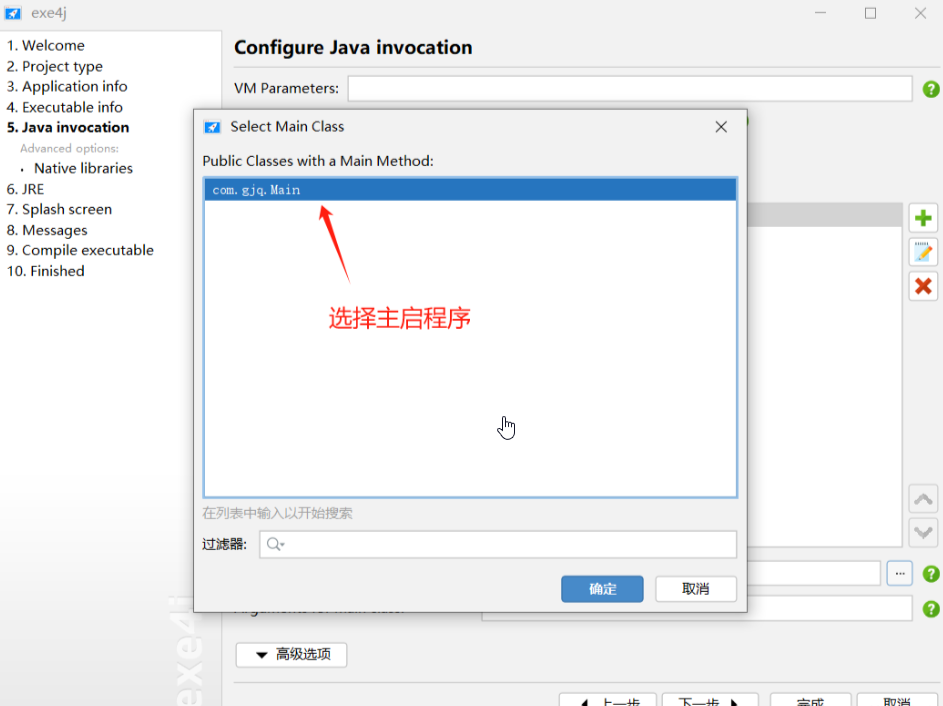 exe4j
1. Welcome
2. Project type
3. Application info
4. Executable info
5. Java invocation
Advanced options:
· Native libraries
6. JRE
7. Splash screen
8. Messages
9. Compile executable
10. Finished
exe4j
Configure Java invocation
VM Parameters:
Select Main Class
Public Classes with a Main Method:
com.gjq.Main
选择主启程序
在列表中输入以开始搜索
过滤器:
确定
取消
...
高级选项
上一步
下一步
完成
取消